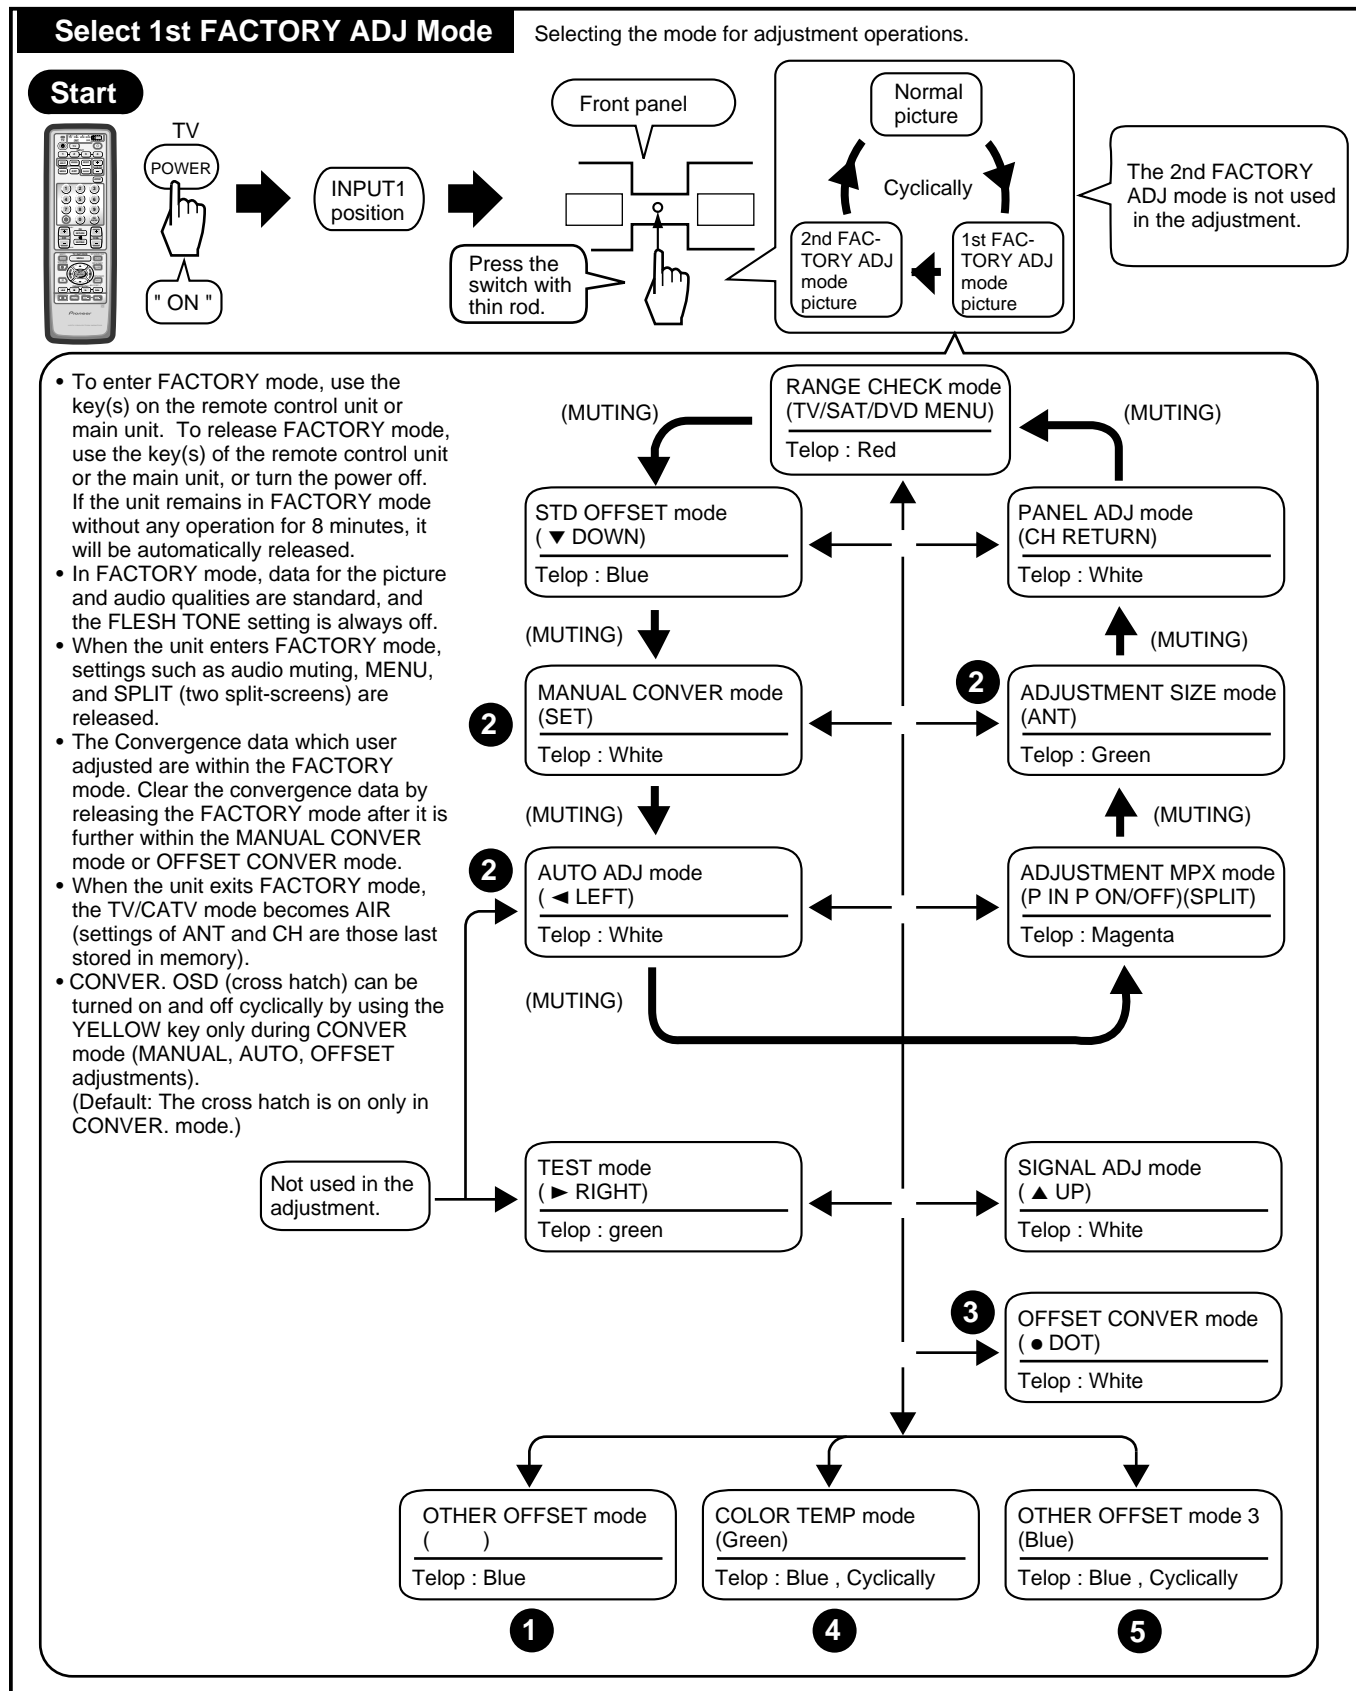 Select 1st FACTORY ADJ Mode
Selecting the mode for adjustment operations.
Start
TV
POWER
" ON "
INPUT1
position
Front panel
Press the
switch with
thin rod.
Normal
picture
Cyclically
2nd FAC-
TORY ADJ
mode
picture
1st FAC-
TORY ADJ
mode
picture
The 2nd FACTORY
ADJ mode is not used
in the adjustment.
Pioneer
• To enter FACTORY mode, use the
key(s) on the remote control unit or
main unit. To release FACTORY mode,
use the key(s) of the remote control unit
or the main unit, or turn the power off.
If the unit remains in FACTORY mode
without any operation for 8 minutes, it
will be automatically released.
• In FACTORY mode, data for the picture
and audio qualities are standard, and
the FLESH TONE setting is always off.
• When the unit enters FACTORY mode,
settings such as audio muting, MENU,
and SPLIT (two split-screens) are
released.
• The Convergence data which user
adjusted are within the FACTORY
mode. Clear the convergence data by
releasing the FACTORY mode after it is
further within the MANUAL CONVER
mode or OFFSET CONVER mode.
• When the unit exits FACTORY mode,
the TV/CATV mode becomes AIR
(settings of ANT and CH are those last
stored in memory).
• CONVER. OSD (cross hatch) can be
turned on and off cyclically by using the
YELLOW key only during CONVER
mode (MANUAL, AUTO, OFFSET
adjustments).
(Default: The cross hatch is on only in
CONVER. mode.)
Not used in the
adjustment.
RANGE CHECK mode
(TV/SAT/DVD MENU)
Telop : Red
(MUTING)
(MUTING)
STD OFFSET mode
( ▼ DOWN)
Telop : Blue
PANEL ADJ mode
(CH RETURN)
Telop : White
(MUTING)
(MUTING)
2
MANUAL CONVER mode
(SET)
Telop : White
2
ADJUSTMENT SIZE mode
(ANT)
Telop : Green
(MUTING)
(MUTING)
2
AUTO ADJ mode
( ◄ LEFT)
Telop : White
ADJUSTMENT MPX mode
(P IN P ON/OFF)(SPLIT)
Telop : Magenta
(MUTING)
TEST mode
( ► RIGHT)
Telop : green
SIGNAL ADJ mode
( ▲ UP)
Telop : White
3
OFFSET CONVER mode
( ● DOT)
Telop : White
OTHER OFFSET mode
( )
Telop : Blue
1
COLOR TEMP mode
(Green)
Telop : Blue , Cyclically
4
OTHER OFFSET mode 3
(Blue)
Telop : Blue , Cyclically
5